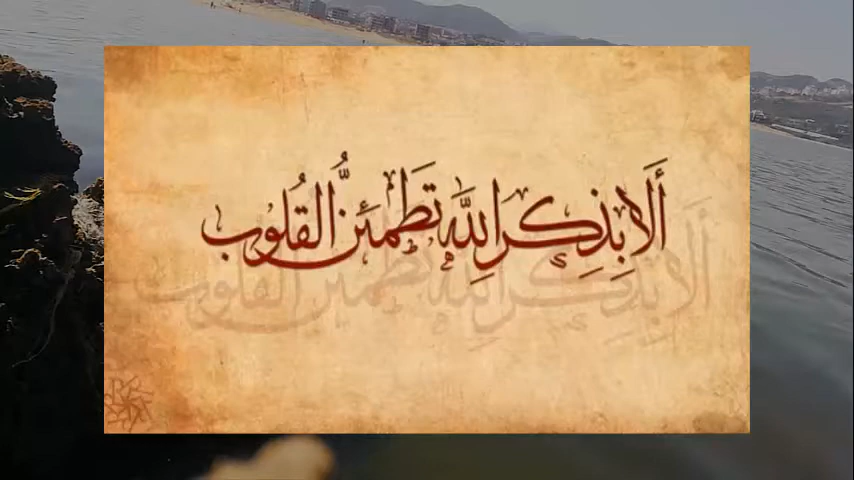 أَلَا بِذِكْرِ اللَّهِ تَطْمَئِنُّ الْقُلُوبُ